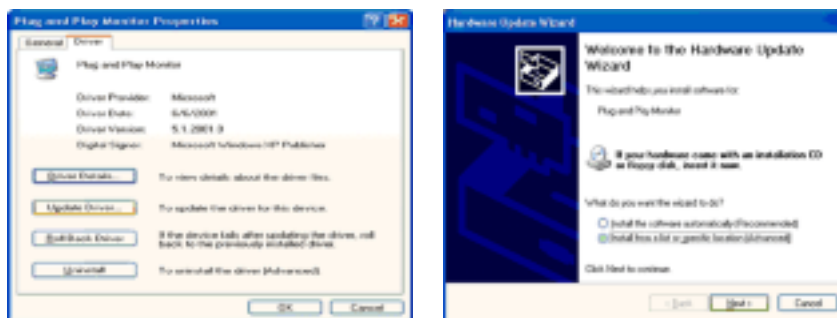 Plug and Play Monitor Properties
General Driver
Plug and Play Monitor
Driver Provider: Microsoft
Driver Date: 6/6/2001
Driver Version: 5.1.2001.0
Digital Signer: Microsoft Windows XP Publisher
Driver Details... To view details about the driver files.
Update Driver... To update the driver for this device.
Roll Back Driver If the device fails after updating the driver, roll
back to the previously installed driver.
Uninstall To uninstall the driver (Advanced).
OK Cancel
Hardware Update Wizard
Welcome to the Hardware Update
Wizard
This wizard helps you install software for:
Plug and Play Monitor
If your hardware came with an installation CD
or floppy disk, insert it now.
What do you want the wizard to do?
Install the software automatically (Recommended)
Install from a list or specific location (Advanced)
Click Next to continue.
< Back Next > Cancel